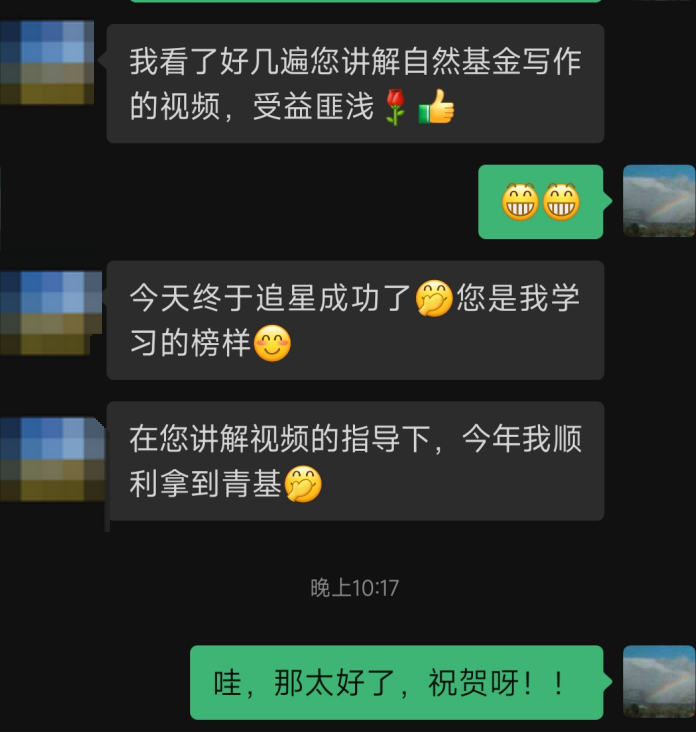 我看了好几遍您讲解自然基金写作
的视频，受益匪浅🌹👍
😁😁
今天终于追星成功了🤭您是我学
习的榜样😊
在您讲解视频的指导下，今年我顺
利拿到青基🤭
晚上10:17
哇，那太好了，祝贺呀！！